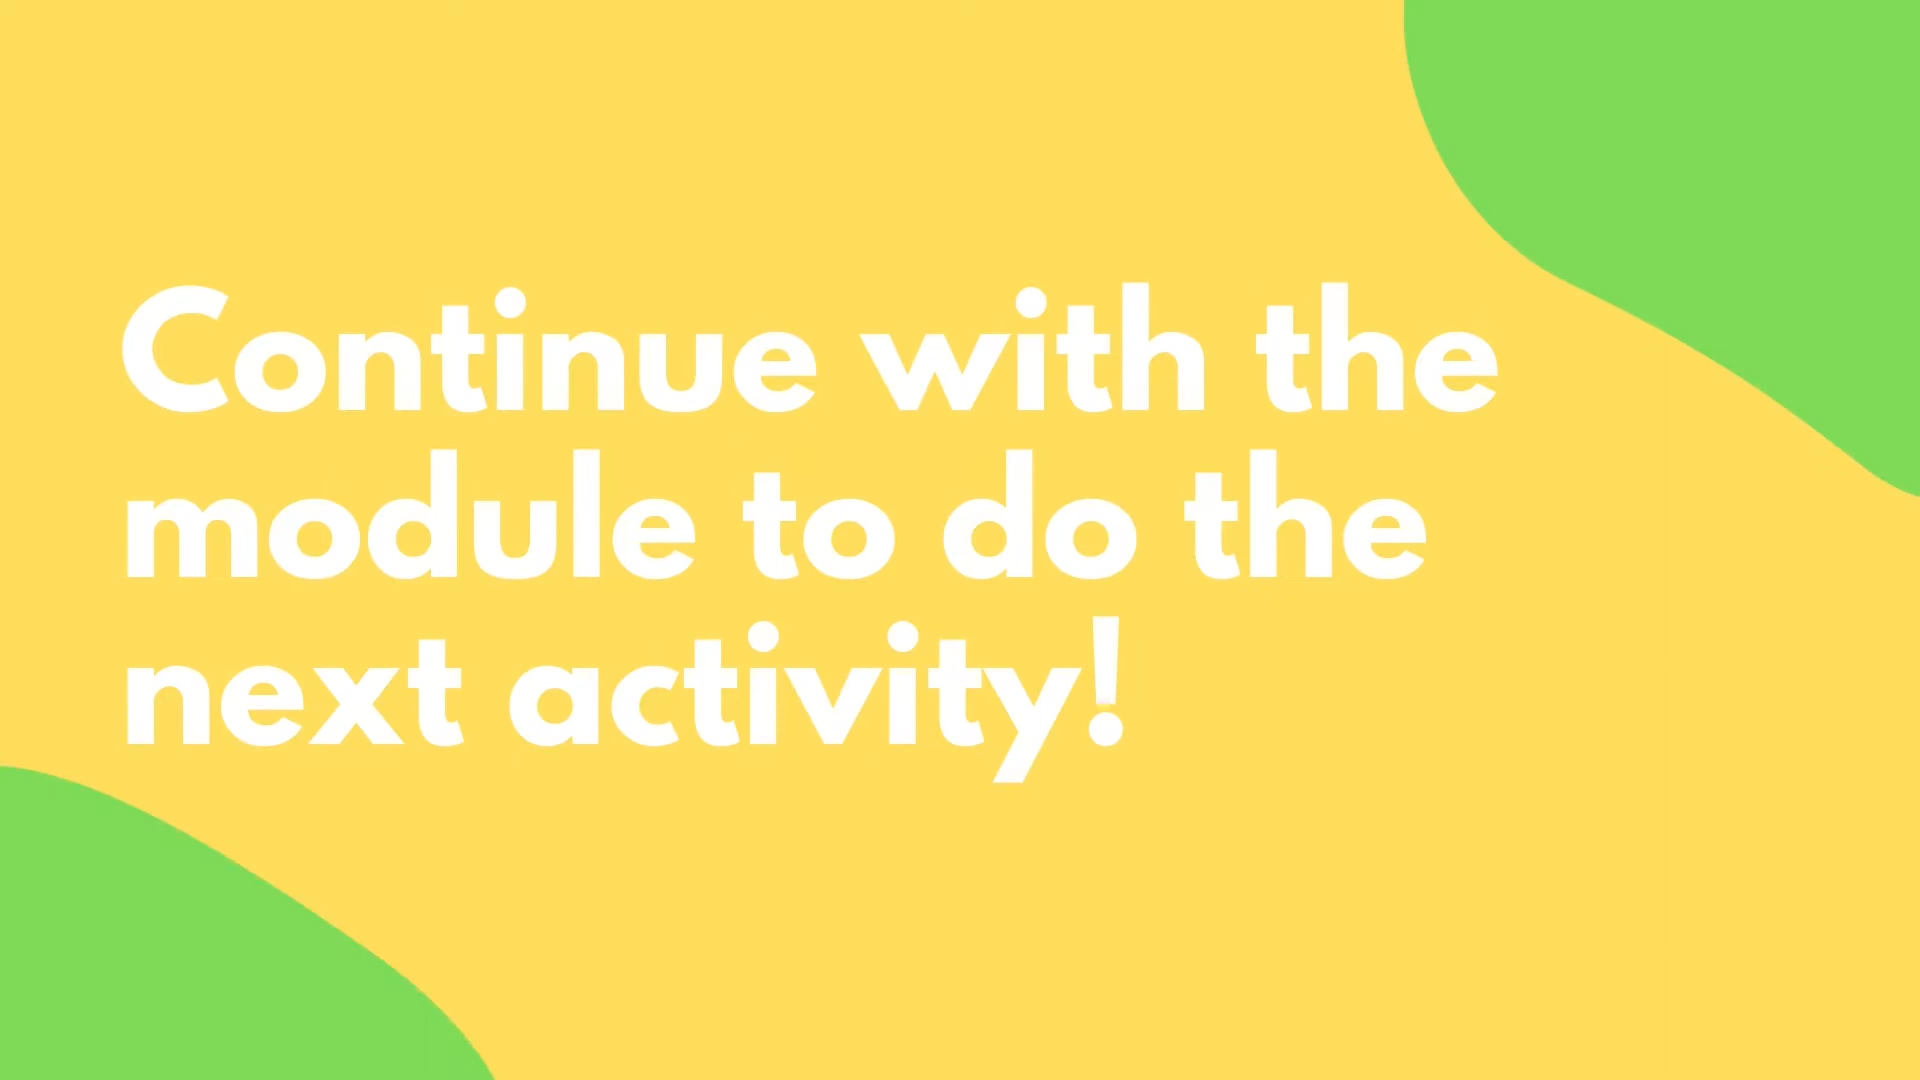 Continue with the
module to do the
next activity!